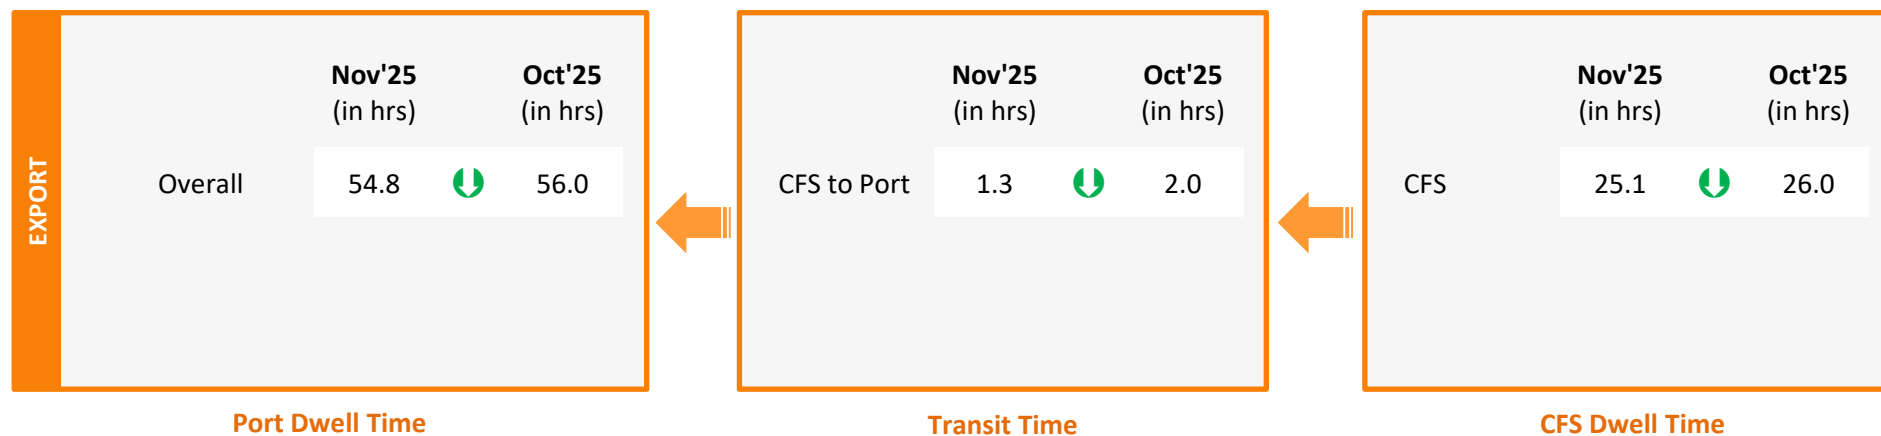 EXPORT
Nov'25 Oct'25
(in hrs) (in hrs)
Overall 54.8 56.0
Port Dwell Time
Nov'25 Oct'25
(in hrs) (in hrs)
CFS to Port 1.3 2.0
Transit Time
Nov'25 Oct'25
(in hrs) (in hrs)
CFS 25.1 26.0
CFS Dwell Time